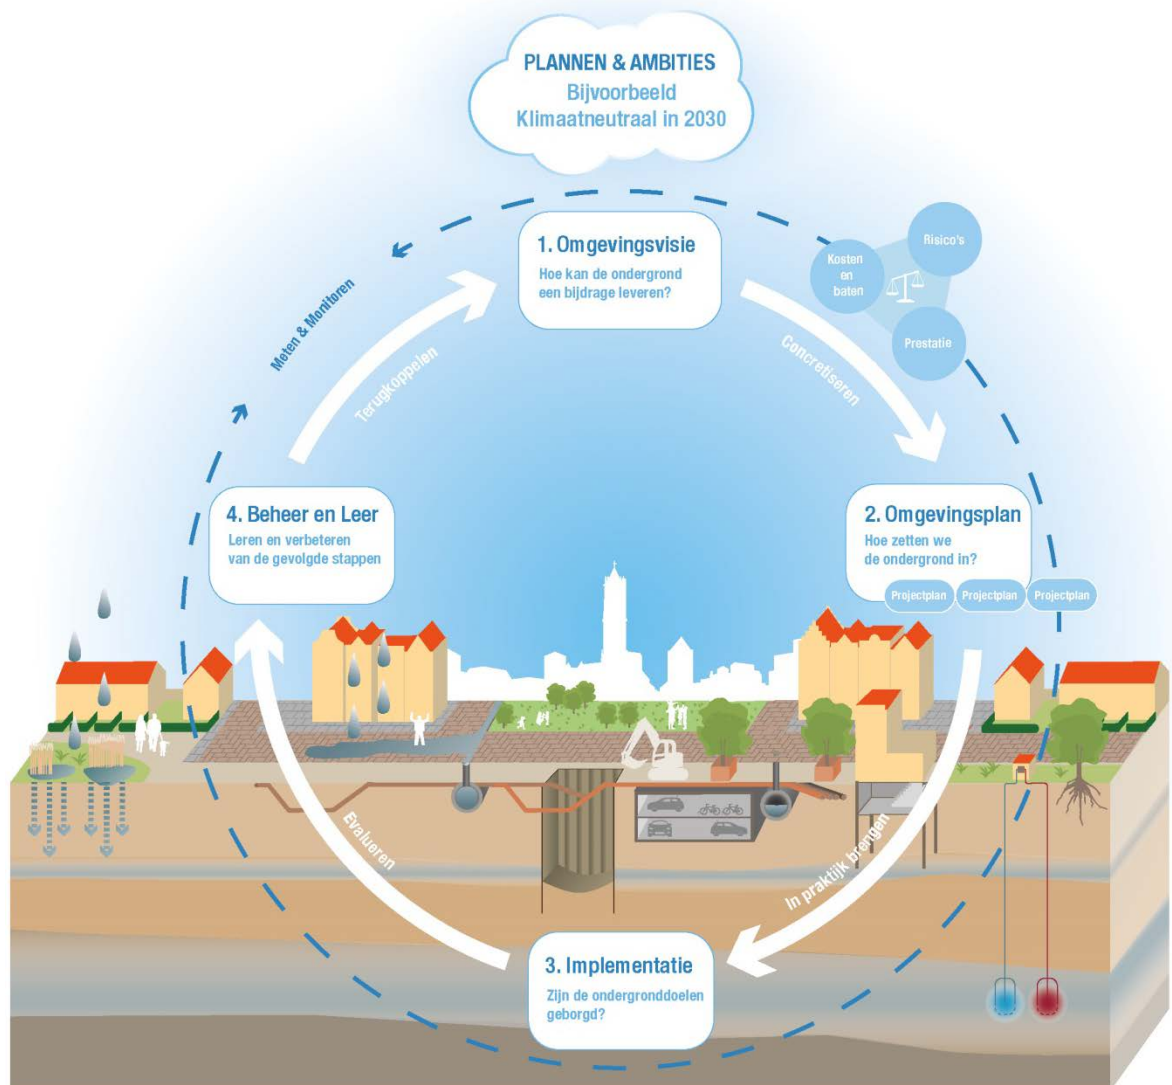 PLANNEN & AMBITIES
Bijvoorbeeld
Klimaatneutraal in 2030
1. Omgevingsvisie
Hoe kan de ondergrond
een bijdrage leveren?
Risico's
Kosten
en
baten
Prestatie
Meten & Monitoren
Terugkoppelen
Concretiseren
4. Beheer en Leer
Leren en verbeteren
van de gevolgde stappen
2. Omgevingsplan
Hoe zetten we
de ondergrond in?
Projectplan
Projectplan
Projectplan
Evalueren
In praktijk brengen
3. Implementatie
Zijn de ondergronddoelen
geborgd?